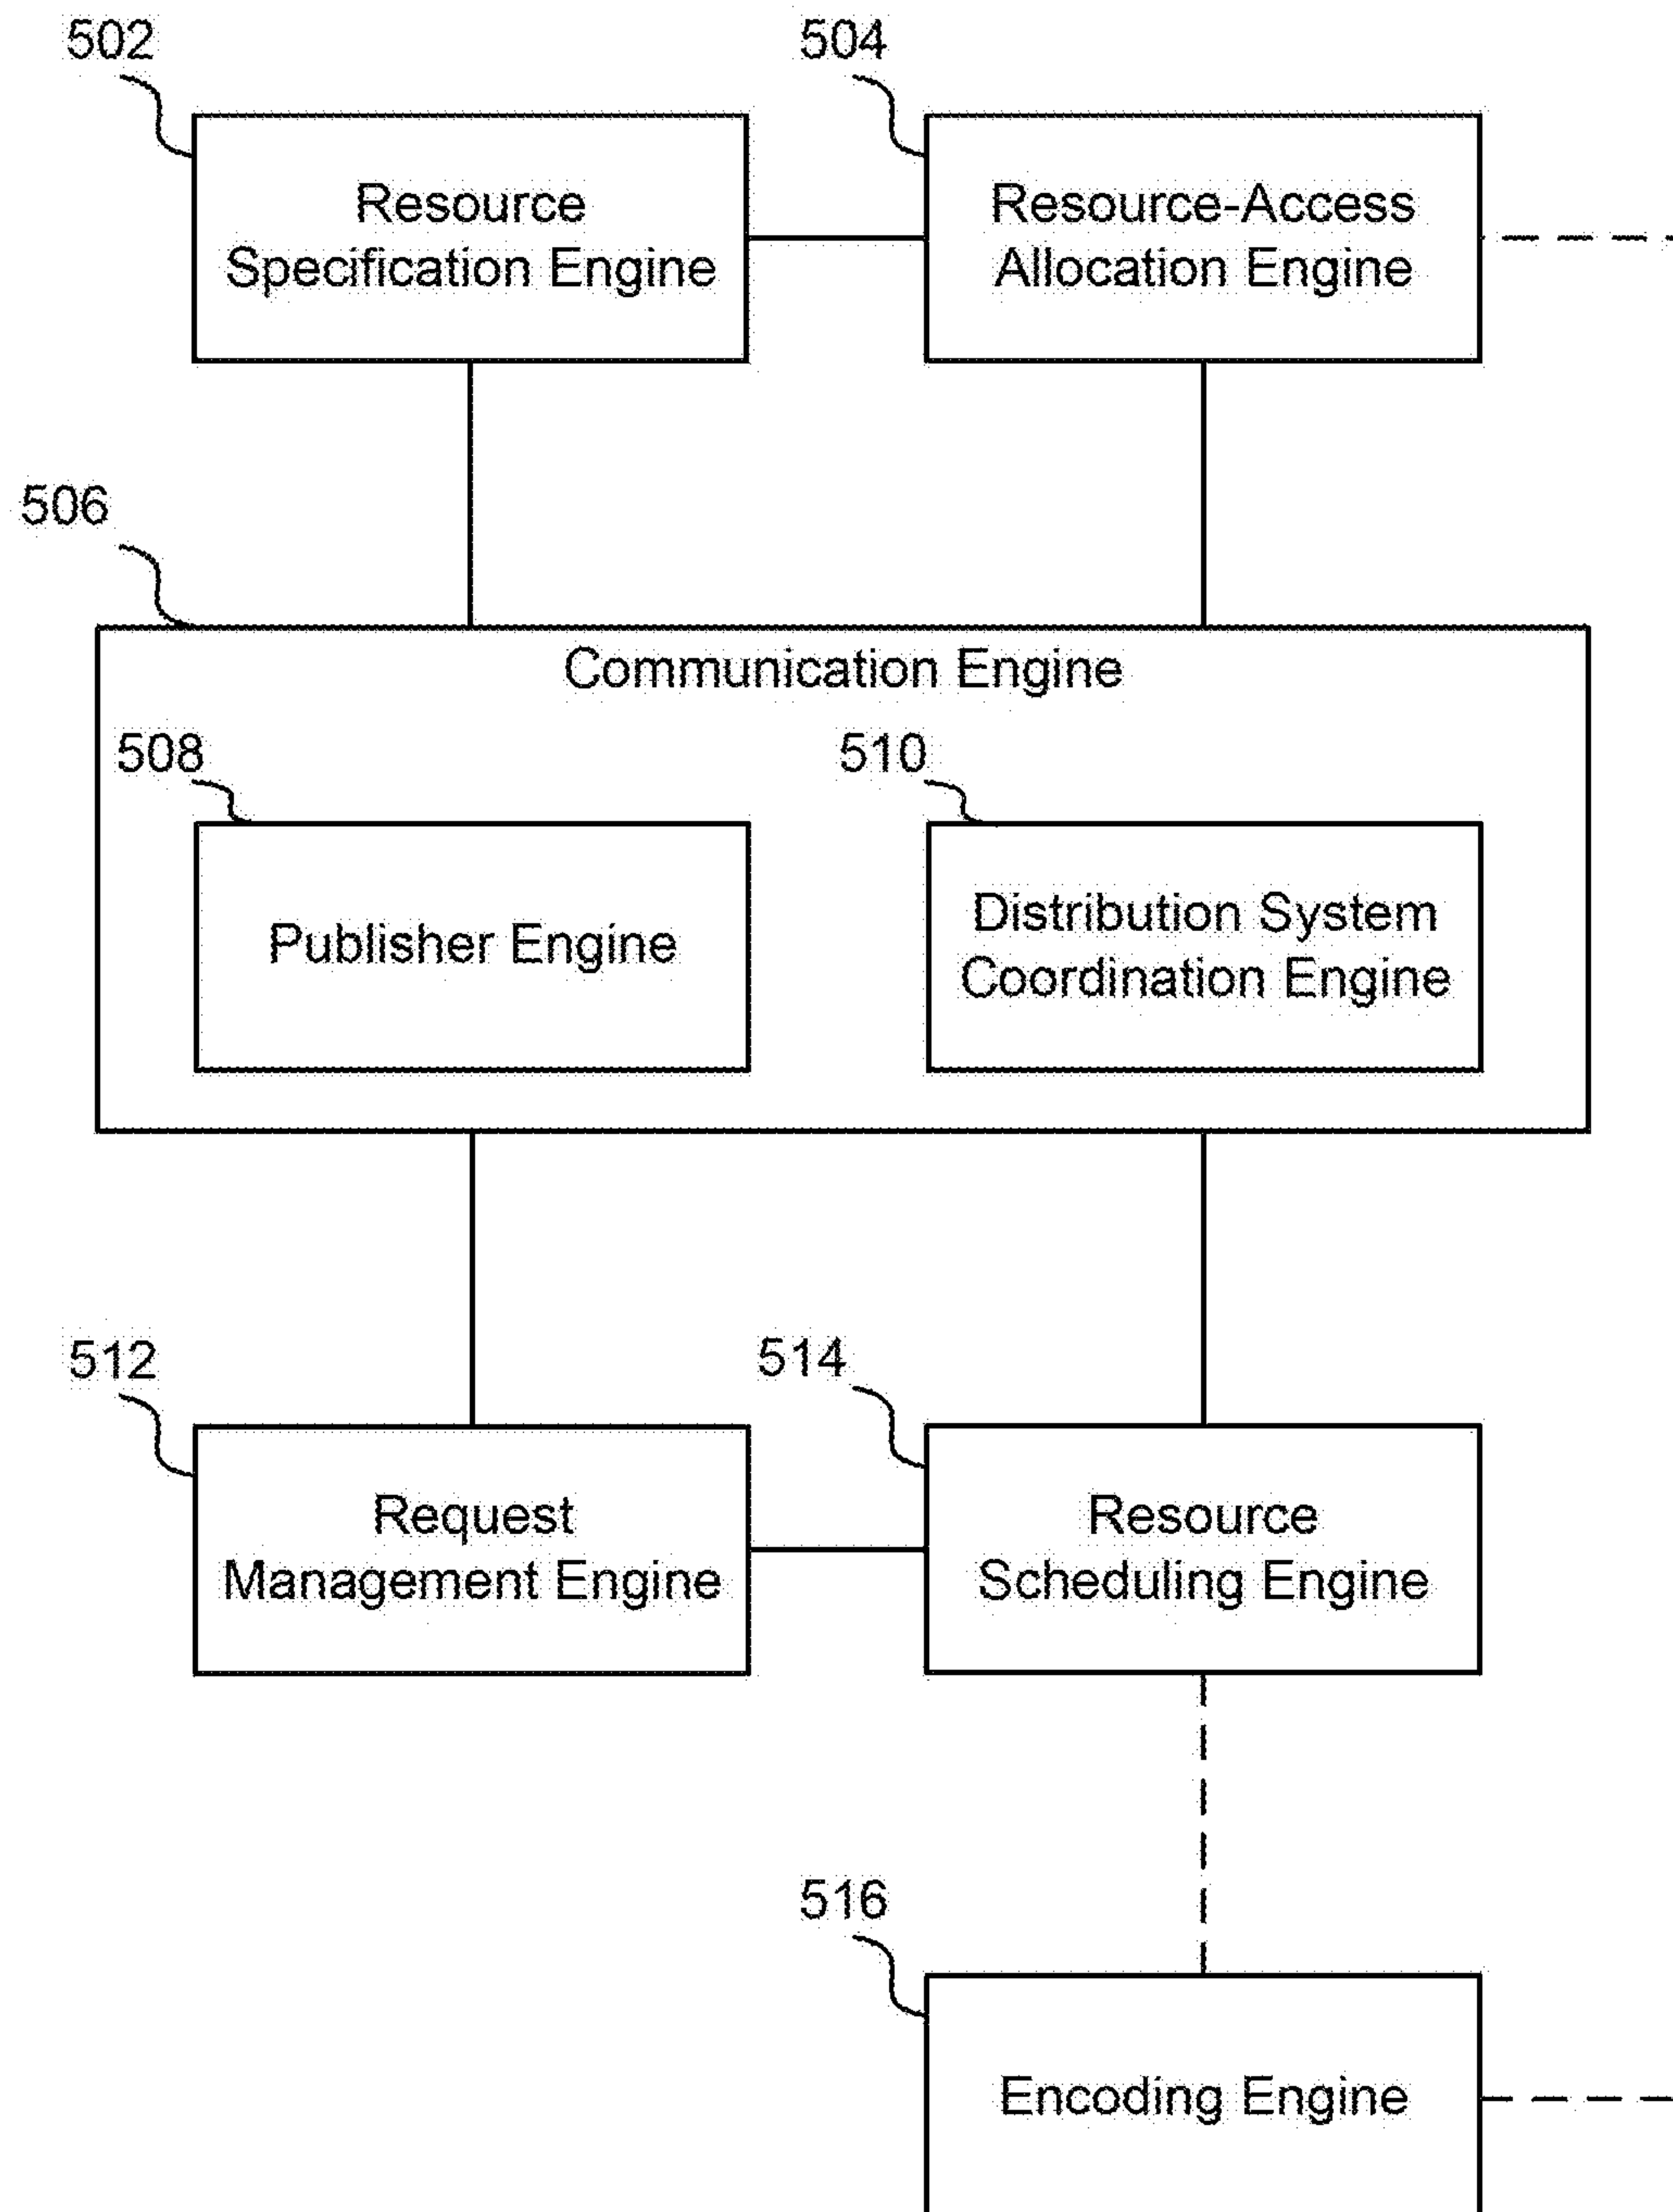 502
504
Resource
Specification Engine
Resource-Access
Allocation Engine
506
Communication Engine
508
510
Publisher Engine
Distribution System
Coordination Engine
512
514
Request
Management Engine
Resource
Scheduling Engine
516
Encoding Engine